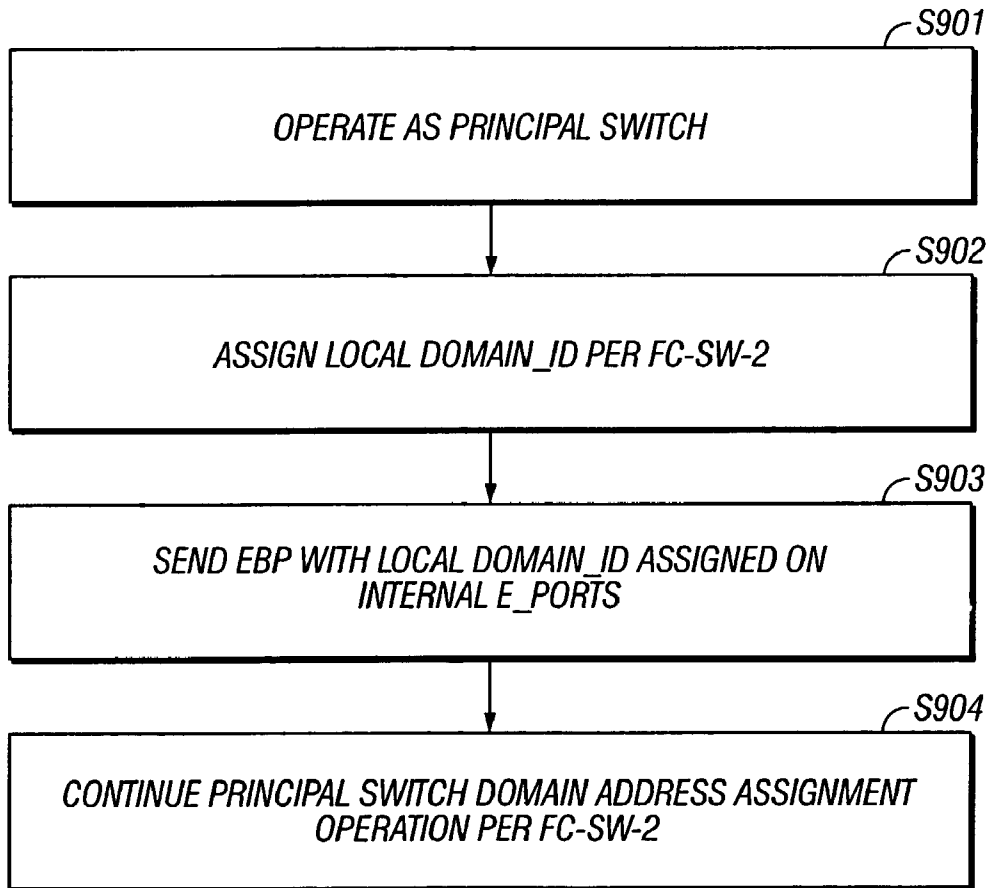 S901
OPERATE AS PRINCIPAL SWITCH
S902
ASSIGN LOCAL DOMAIN_ID PER FC-SW-2
S903
SEND EBP WITH LOCAL DOMAIN_ID ASSIGNED ON
INTERNAL E_PORTS
S904
CONTINUE PRINCIPAL SWITCH DOMAIN ADDRESS ASSIGNMENT
OPERATION PER FC-SW-2